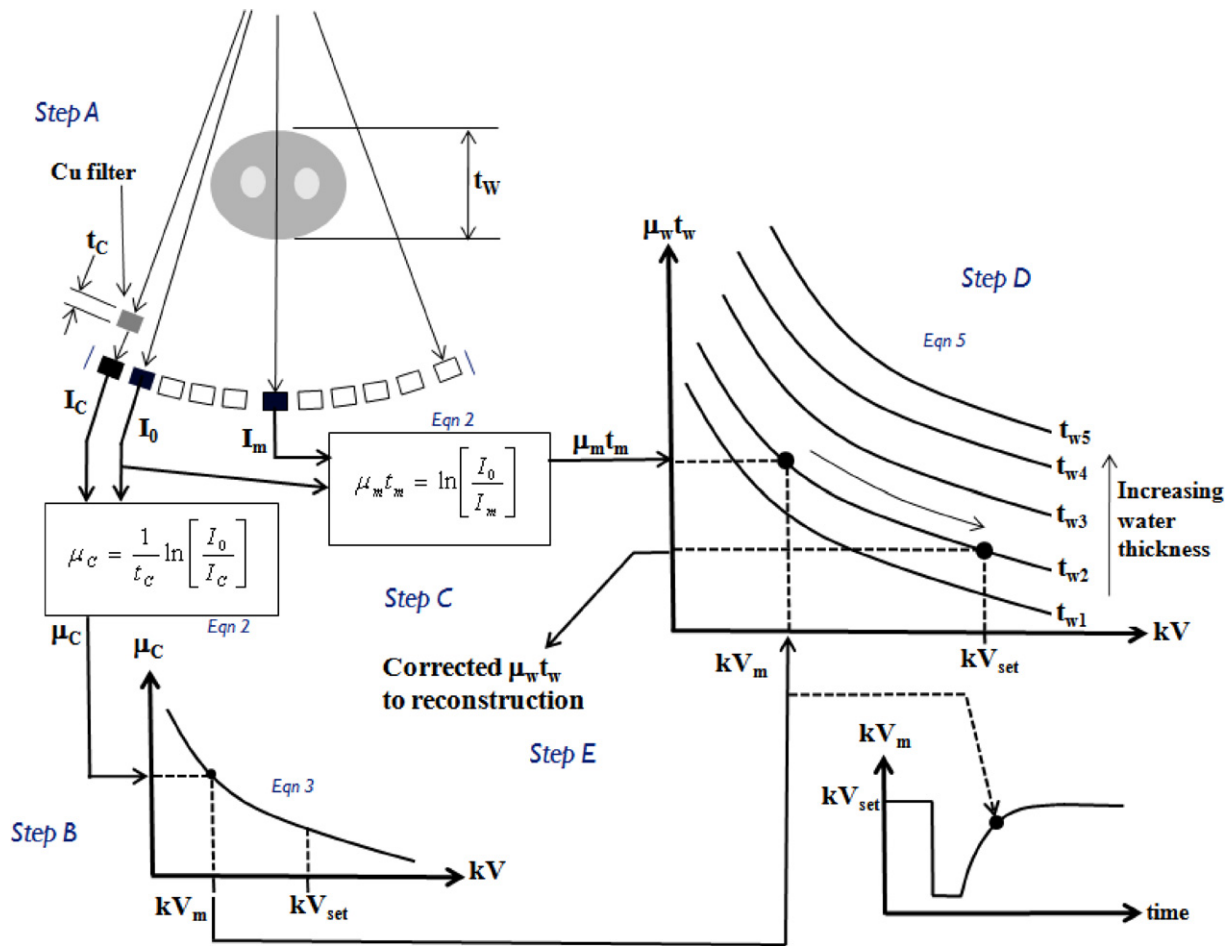 Step A
Cu filter
t_C
t_W
I_C
I_0
I_m
Eqn 2
μ_m t_m = ln[I_0 / I_m]
μ_m t_m
μ_C = 1/t_C ln[I_0 / I_C]
Eqn 2
μ_C
Step B
μ_C
Eqn 3
kV
kV_m
kV_set
Step C
Corrected μ_w t_w
to reconstruction
Step E
μ_w t_w
Step D
Eqn 5
t_w5
t_w4
t_w3
t_w2
t_w1
Increasing
water
thickness
kV
kV_m
kV_set
kV_m
kV_set
time